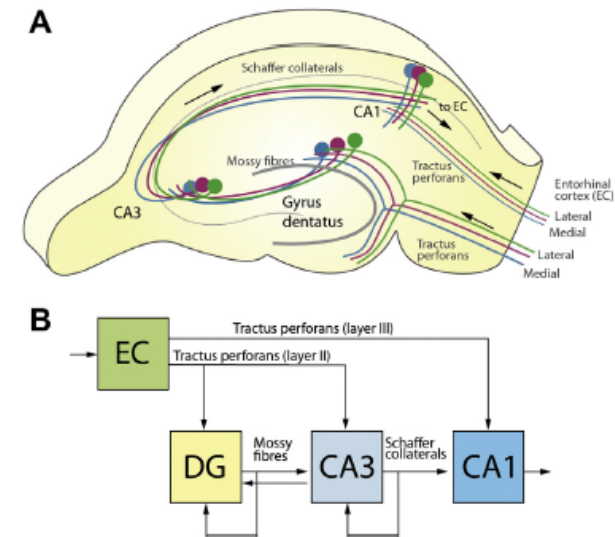 A
Schaffer collaterals
CA1
to EC
Mossy fibres
Tractus
perforans
Entorhinal
cortex (EC)
Lateral
Medial
CA3
Gyrus
dentatus
Tractus
perforans
Lateral
Medial
B
EC
Tractus perforans (layer III)
Tractus perforans (layer II)
DG
Mossy
fibres
CA3
Schaffer
collaterals
CA1